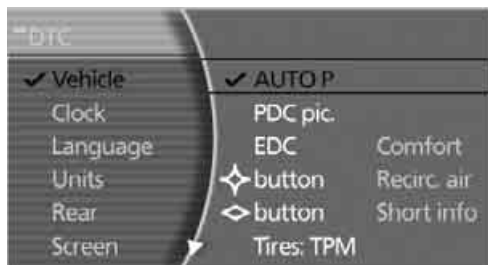 DTC
Vehicle
AUTO P
Clock
PDC pic.
Language
EDC Comfort
Units
button Recirc. air
Rear
button Short info
Screen
Tires: TPM